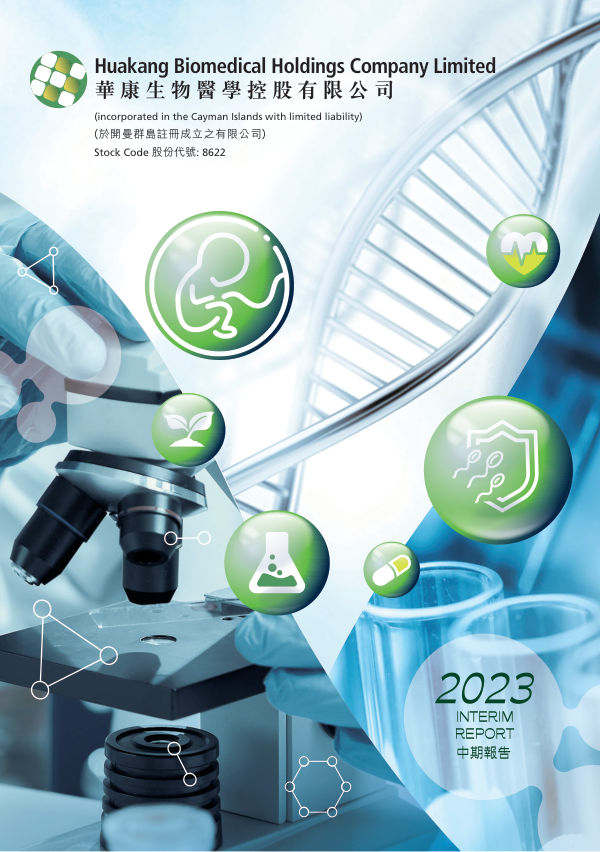 Huakang Biomedical Holdings Company Limited
華康生物醫學控股有限公司
(incorporated in the Cayman Islands with limited liability)
(於開曼群島註冊成立之有限公司)
Stock Code 股份代號: 8622
2023
INTERIM
REPORT
中期報告